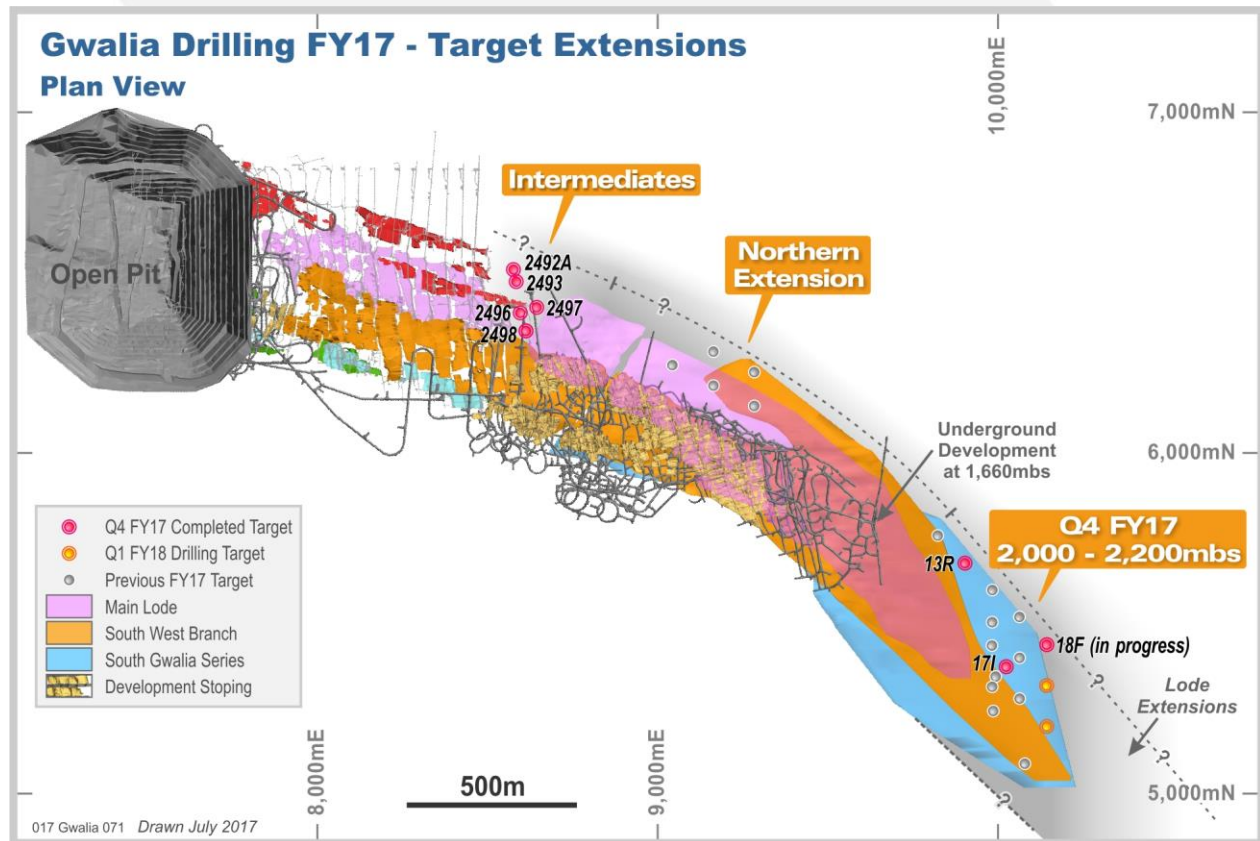 Gwalia Drilling FY17 - Target Extensions
Plan View
10,000mE
7,000mN
Intermediates
?
2492A
2493
2497
2496
2498
Open Pit
Northern
Extension
?
?
Underground
Development
at 1,660mbs
6,000mN
Q4 FY17
2,000 - 2,200mbs
13R
18F (in progress)
17I
?
Lode
Extensions
?
?
Q4 FY17 Completed Target
Q1 FY18 Drilling Target
Previous FY17 Target
Main Lode
South West Branch
South Gwalia Series
Development Stoping
8,000mE
9,000mE
500m
5,000mN
017 Gwalia 071 Drawn July 2017